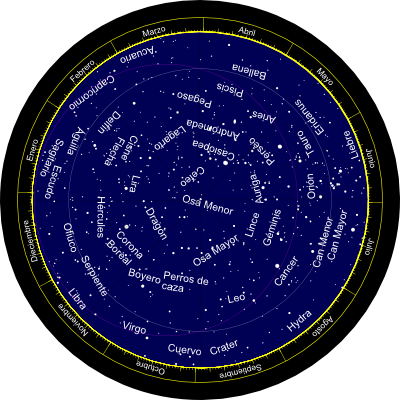 Marzo
Abril
Febrero
Mayo
Enero
Junio
Deciembre
Julio
Noviembre
Agosto
Octubre
Septiembre
Acuario
Ballena
Piscis
Capricornio
Pegaso
Eridanus
Delfín
Aries
Andrómeda
Lagarto
Casiopea
Perséo
Tauro
Liebre
Cisne
Flecha
Aguila
Sagitario
Escudo
Lira
Cefeo
Auriga
Orión
Osa Menor
Hércules
Dragón
Lince
Géminis
Can Menor
Can Mayor
Ofiuco
Corona
Boreal
Osa Mayor
Serpiente
Boyero
Perros de
caza
Cancer
Leo
Libra
Virgo
Hydra
Cuervo
Crater